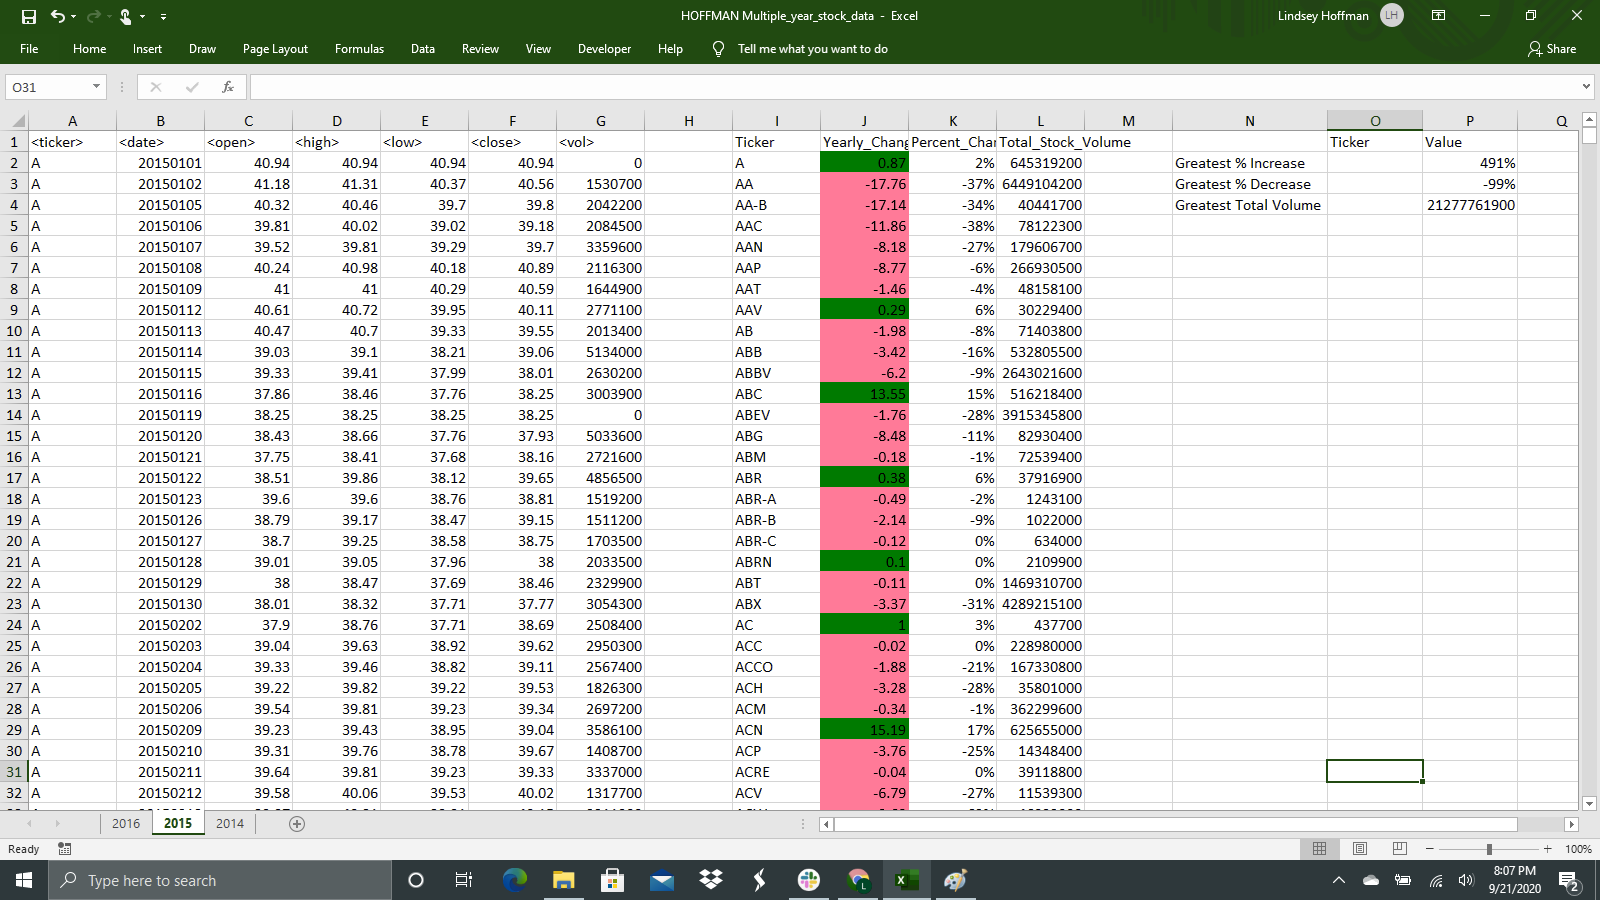 HOFFMAN Multiple_year_stock_data - Excel
Lindsey Hoffman LH
File Home Insert Draw Page Layout Formulas Data Review View Developer Help Tell me what you want to do Share
O31 fx
A B C D E F G H I J K L M N O P Q
1 <ticker> <date> <open> <high> <low> <close> <vol> Ticker Yearly_Chang Percent_Chan Total_Stock_Volume Ticker Value
2 A 20150101 40.94 40.94 40.94 40.94 0 A 0.87 2% 645319200 Greatest % Increase 491%
3 A 20150102 41.18 41.31 40.37 40.56 1530700 AA -17.76 -37% 6449104200 Greatest % Decrease -99%
4 A 20150105 40.32 40.46 39.7 39.8 2042200 AA-B -17.14 -34% 40441700 Greatest Total Volume 21277761900
5 A 20150106 39.81 40.02 39.02 39.18 2084500 AAC -11.86 -38% 78122300
6 A 20150107 39.52 39.81 39.29 39.7 3359600 AAN -8.18 -27% 179606700
7 A 20150108 40.24 40.98 40.18 40.89 2116300 AAP -8.77 -6% 266930500
8 A 20150109 41 41 40.29 40.59 1644900 AAT -1.46 -4% 48158100
9 A 20150112 40.61 40.72 39.95 40.11 2771100 AAV 0.29 6% 30229400
10 A 20150113 40.47 40.7 39.33 39.55 2013400 AB -1.98 -8% 71403800
11 A 20150114 39.03 39.1 38.21 39.06 5134000 ABB -3.42 -16% 532805500
12 A 20150115 39.33 39.41 37.99 38.01 2630200 ABBV -6.2 -9% 2643021600
13 A 20150116 37.86 38.46 37.76 38.25 3003900 ABC 13.55 15% 516218400
14 A 20150119 38.25 38.25 38.25 38.25 0 ABEV -1.76 -28% 3915345800
15 A 20150120 38.43 38.66 37.76 37.93 5033600 ABG -8.48 -11% 82930400
16 A 20150121 37.75 38.41 37.68 38.16 2721600 ABM -0.18 -1% 72539400
17 A 20150122 38.51 39.86 38.12 39.65 4856500 ABR 0.38 6% 37916900
18 A 20150123 39.6 39.6 38.76 38.81 1519200 ABR-A -0.49 -2% 1243100
19 A 20150126 38.79 39.17 38.47 39.15 1511200 ABR-B -2.14 -9% 1022000
20 A 20150127 38.7 39.25 38.58 38.75 1703500 ABR-C -0.12 0% 634000
21 A 20150128 39.01 39.05 37.96 38 2033500 ABRN 0.1 0% 2109900
22 A 20150129 38 38.47 37.69 38.46 2329900 ABT -0.11 0% 1469310700
23 A 20150130 38.01 38.32 37.71 37.77 3054300 ABX -3.37 -31% 4289215100
24 A 20150202 37.9 38.76 37.71 38.69 2508400 AC 1 3% 437700
25 A 20150203 39.04 39.63 38.92 39.62 2950300 ACC -0.02 0% 228980000
26 A 20150204 39.33 39.46 38.82 39.11 2567400 ACCO -1.88 -21% 167330800
27 A 20150205 39.22 39.82 39.22 39.53 1826300 ACH -3.28 -28% 35801000
28 A 20150206 39.54 39.81 39.23 39.34 2697200 ACM -0.34 -1% 362299600
29 A 20150209 39.23 39.43 38.95 39.04 3586100 ACN 15.19 17% 625655000
30 A 20150210 39.31 39.76 38.78 39.67 1408700 ACP -3.76 -25% 14348400
31 A 20150211 39.64 39.81 39.23 39.33 3337000 ACRE -0.04 0% 39118800
32 A 20150212 39.58 40.06 39.53 40.02 1317700 ACV -6.79 -27% 11539300
2016 2015 2014
Ready 100%
Type here to search
8:07 PM
9/21/2020
2